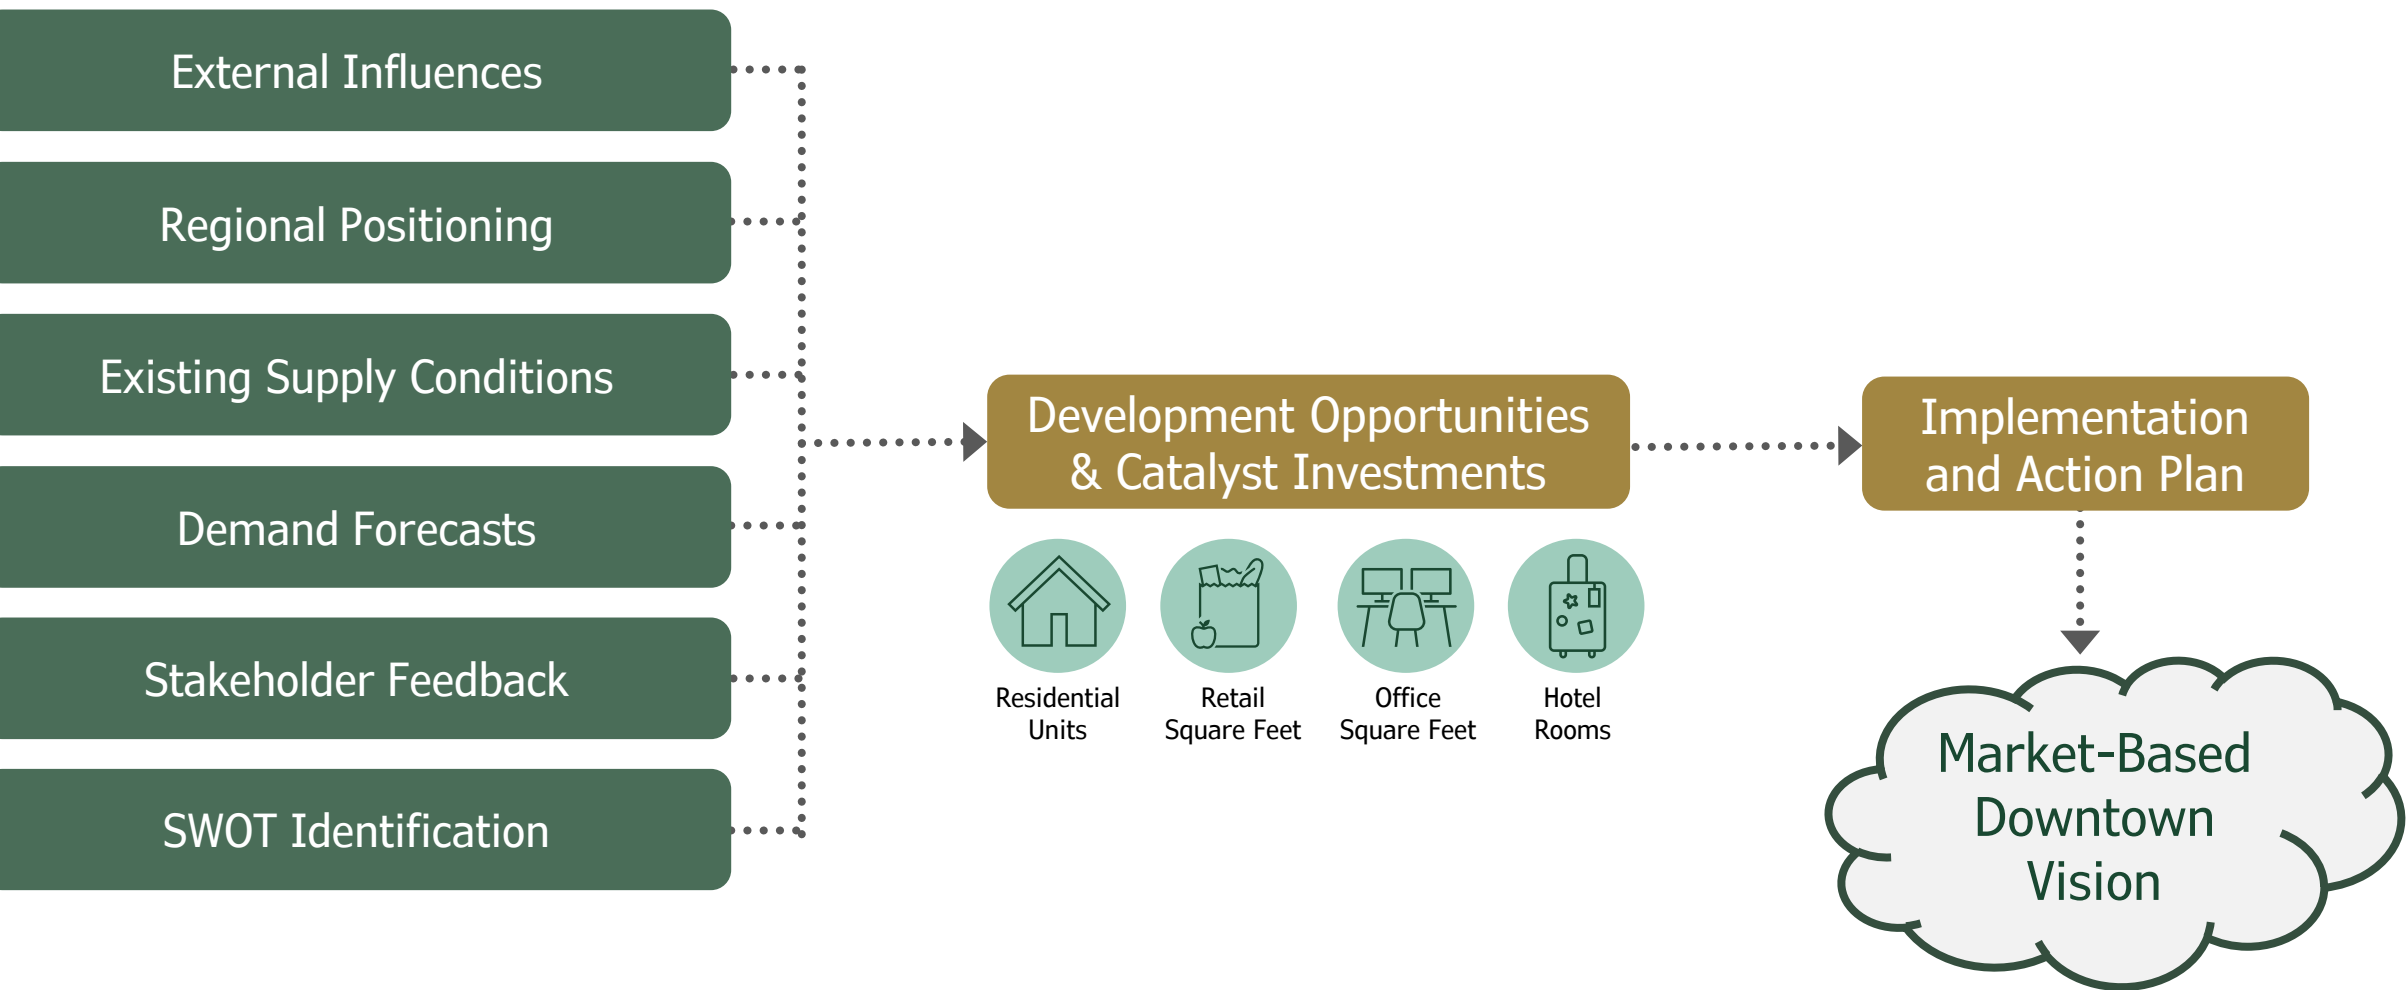 External Influences
Regional Positioning
Existing Supply Conditions
Demand Forecasts
Stakeholder Feedback
SWOT Identification
Development Opportunities
& Catalyst Investments
Residential
Units
Retail
Square Feet
Office
Square Feet
Hotel
Rooms
Implementation
and Action Plan
Market-Based
Downtown
Vision